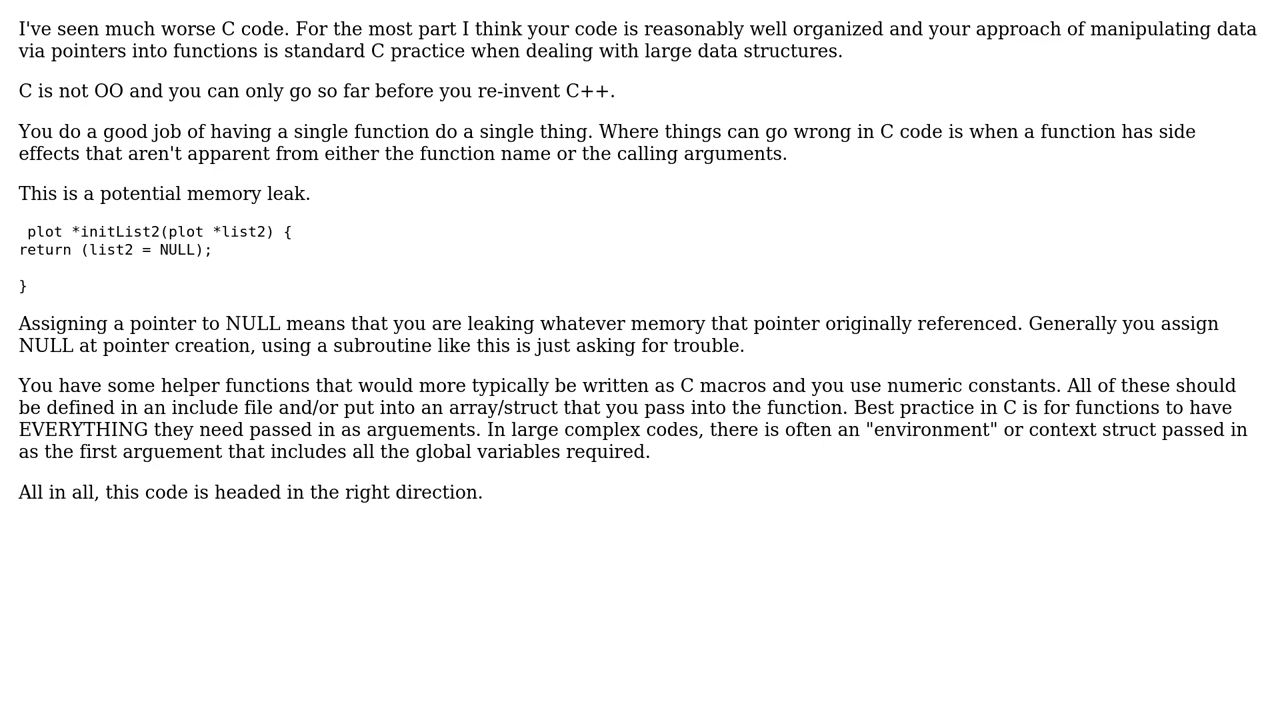 I've seen much worse C code. For the most part I think your code is reasonably well organized and your approach of manipulating data
via pointers into functions is standard C practice when dealing with large data structures.
C is not OO and you can only go so far before you re-invent C++.
You do a good job of having a single function do a single thing. Where things can go wrong in C code is when a function has side
effects that aren't apparent from either the function name or the calling arguments.
This is a potential memory leak.
plot *initList2(plot *list2) {
return (list2 = NULL);
}
Assigning a pointer to NULL means that you are leaking whatever memory that pointer originally referenced. Generally you assign
NULL at pointer creation, using a subroutine like this is just asking for trouble.
You have some helper functions that would more typically be written as C macros and you use numeric constants. All of these should
be defined in an include file and/or put into an array/struct that you pass into the function. Best practice in C is for functions to have
EVERYTHING they need passed in as arguements. In large complex codes, there is often an "environment" or context struct passed in
as the first arguement that includes all the global variables required.
All in all, this code is headed in the right direction.